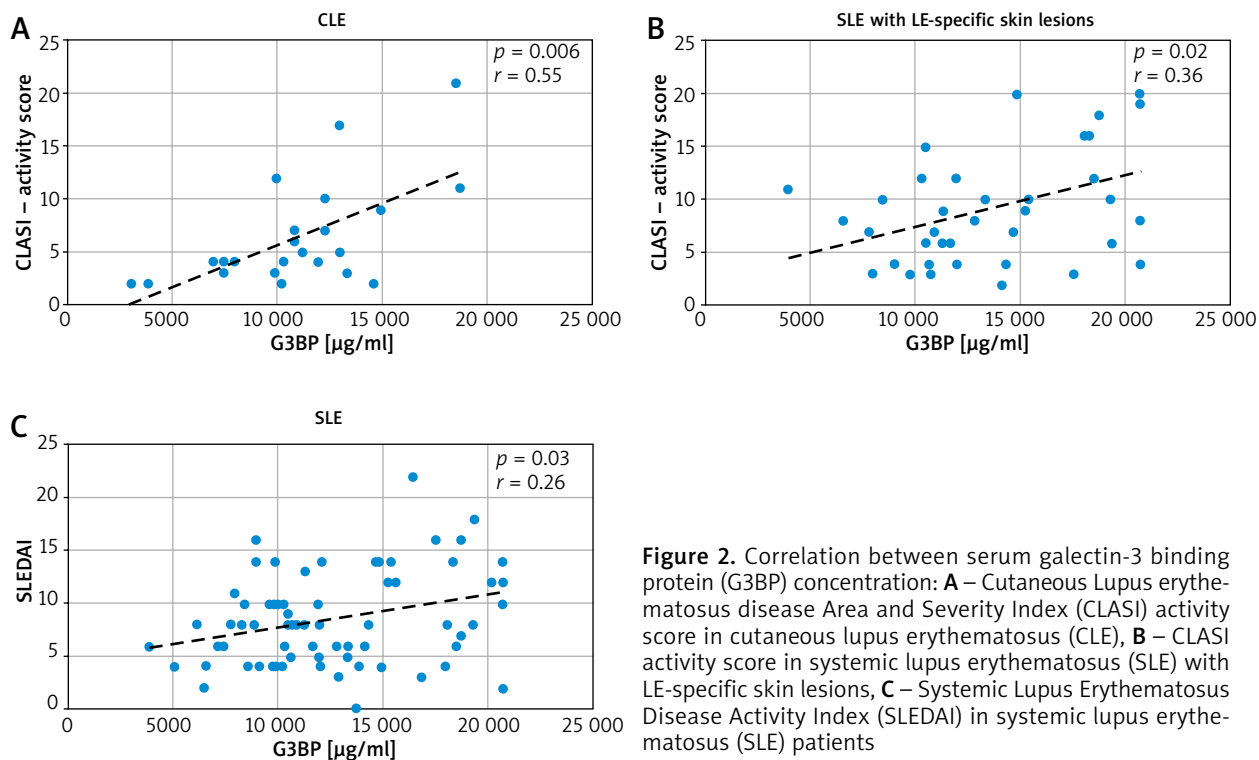 A
CLE
CLASI – activity score
25
20
15
10
5
0
p = 0.006
r = 0.55
0 5000 10 000 15 000 20 000 25 000
G3BP [µg/ml]
B
SLE with LE-specific skin lesions
CLASI – activity score
25
20
15
10
5
0
p = 0.02
r = 0.36
0 5000 10 000 15 000 20 000 25 000
G3BP [µg/ml]
C
SLE
SLEDAI
25
20
15
10
5
0
p = 0.03
r = 0.26
0 5000 10 000 15 000 20 000 25 000
G3BP [µg/ml]
Figure 2. Correlation between serum galectin-3 binding
protein (G3BP) concentration: A – Cutaneous Lupus erythe-
matosus disease Area and Severity Index (CLASI) activity
score in cutaneous lupus erythematosus (CLE), B – CLASI
activity score in systemic lupus erythematosus (SLE) with
LE-specific skin lesions, C – Systemic Lupus Erythematosus
Disease Activity Index (SLEDAI) in systemic lupus erythe-
matosus (SLE) patients